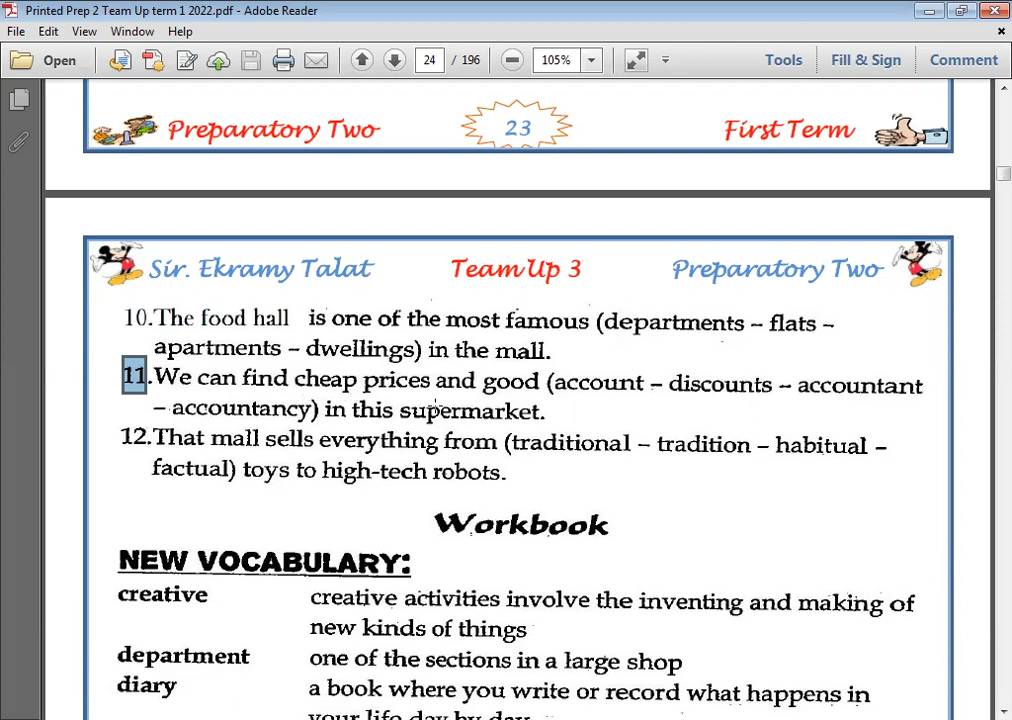 Printed Prep 2 Team Up term 1 2022.pdf - Adobe Reader
File Edit View Window Help
Open 24 / 196 105% Tools Fill & Sign Comment
Preparatory Two 23 First Term
Sir. Ekramy Talat Team Up 3 Preparatory Two
10.The food hall is one of the most famous (departments – flats –
apartments – dwellings) in the mall.
11.We can find cheap prices and good (account – discounts – accountant
– accountancy) in this supermarket.
12.That mall sells everything from (traditional – tradition – habitual –
factual) toys to high-tech robots.
Workbook
NEW VOCABULARY:
creative creative activities involve the inventing and making of
new kinds of things
department one of the sections in a large shop
diary a book where you write or record what happens in
your life day by day